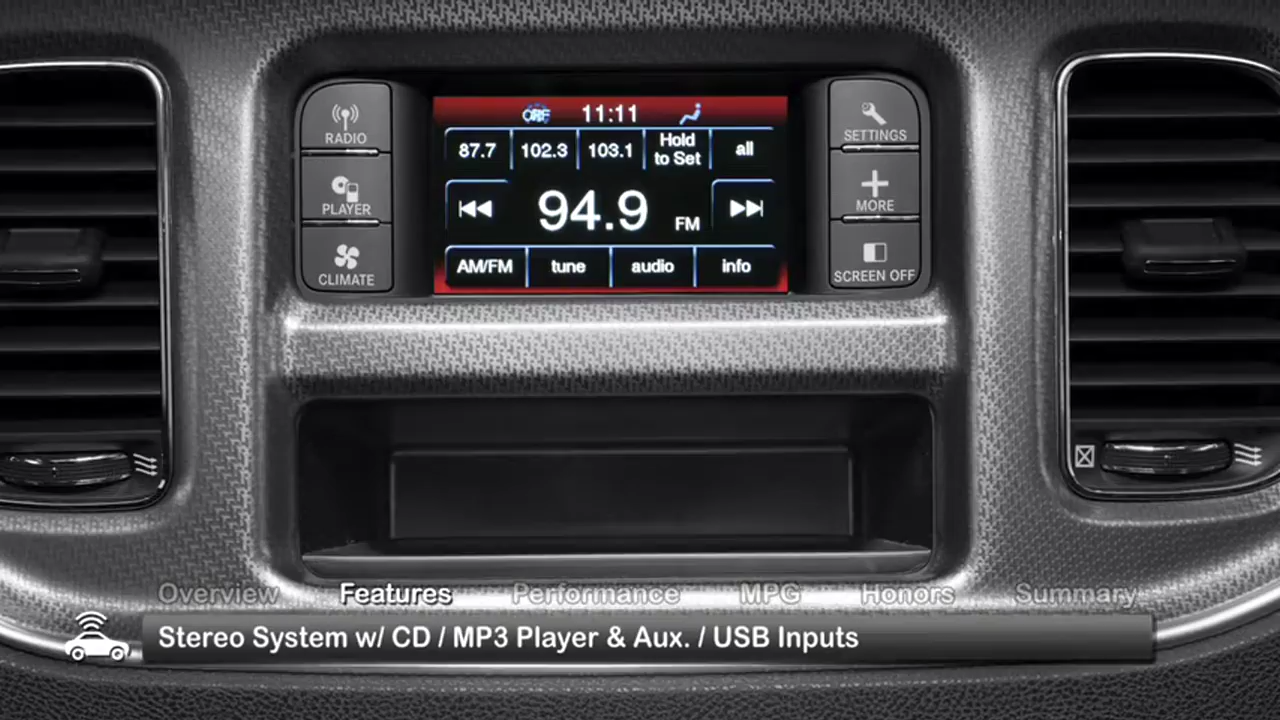 RADIO
PLAYER
CLIMATE
OFF 11:11
87.7 102.3 103.1 Hold to Set all
94.9 FM
AM/FM tune audio info
SETTINGS
MORE
SCREEN OFF
Overview Features Performance MPG Honors Summary
Stereo System w/ CD / MP3 Player & Aux. / USB Inputs